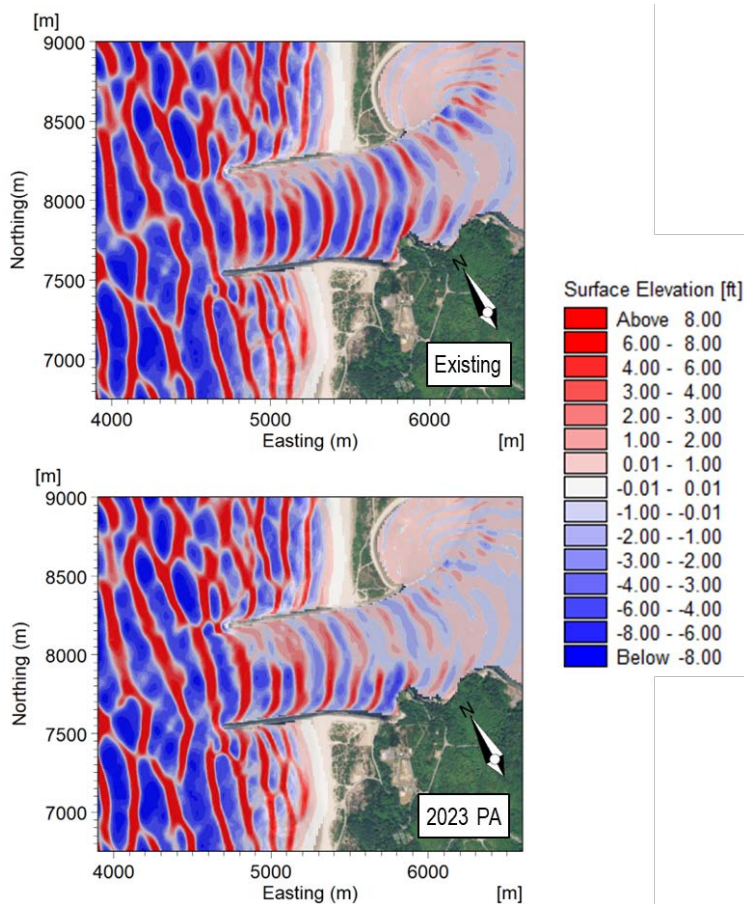 [m]
9000
8500
8000
7500
7000
Northing(m)
4000 5000 6000
Easting (m) [m]
N
Existing
[m]
9000
8500
8000
7500
7000
Northing (m)
4000 5000 6000
Easting (m) [m]
N
2023 PA
Surface Elevation [ft]
Above 8.00
6.00 - 8.00
4.00 - 6.00
3.00 - 4.00
2.00 - 3.00
1.00 - 2.00
0.01 - 1.00
-0.01 - 0.01
-1.00 - -0.01
-2.00 - -1.00
-3.00 - -2.00
-4.00 - -3.00
-6.00 - -4.00
-8.00 - -6.00
Below -8.00